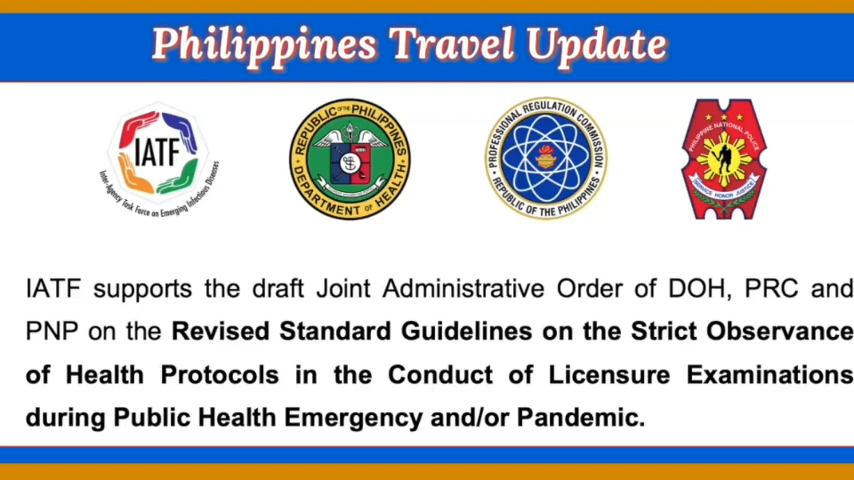 Philippines Travel Update
IATF
Inter-Agency Task Force on Emerging Infectious Diseases
REPUBLIC OF THE PHILIPPINES
DEPARTMENT OF HEALTH
PROFESSIONAL REGULATION COMMISSION
REPUBLIC OF THE PHILIPPINES
PHILIPPINE NATIONAL POLICE
SERVICE HONOR JUSTICE
IATF supports the draft Joint Administrative Order of DOH, PRC and
PNP on the Revised Standard Guidelines on the Strict Observance
of Health Protocols in the Conduct of Licensure Examinations
during Public Health Emergency and/or Pandemic.